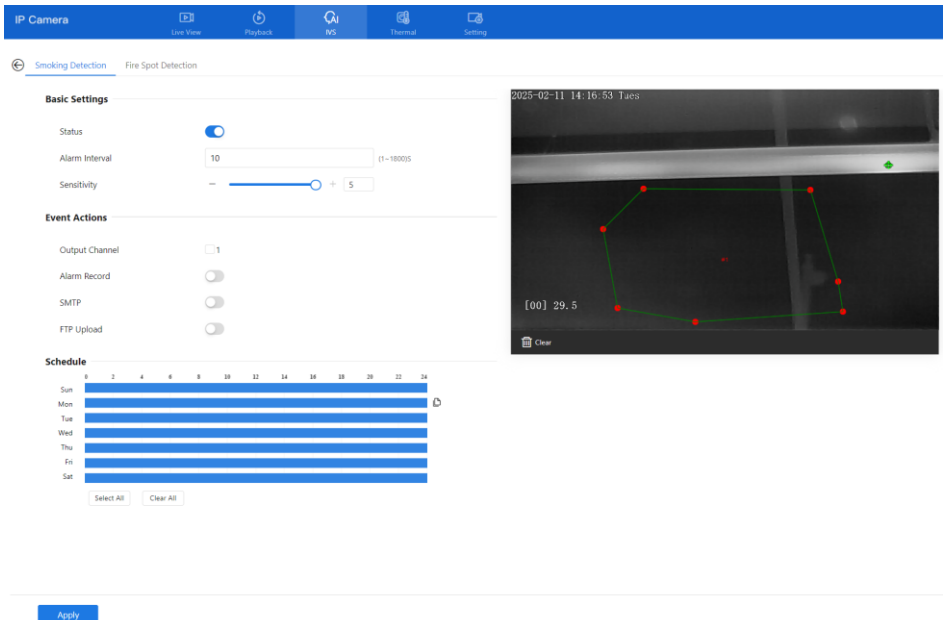 IP Camera
Live View
Playback
IVS
Thermal
Setting
Smoking Detection
Fire Spot Detection
Basic Settings
Status
Alarm Interval
10
(1~1800)S
Sensitivity
5
Event Actions
Output Channel
1
Alarm Record
SMTP
FTP Upload
Schedule
0 2 4 6 8 10 12 14 16 18 20 22 24
Sun
Mon
Tue
Wed
Thu
Fri
Sat
Select All
Clear All
2025-02-11 14:16:53 Tues
[00] 29.5
Clear
Apply